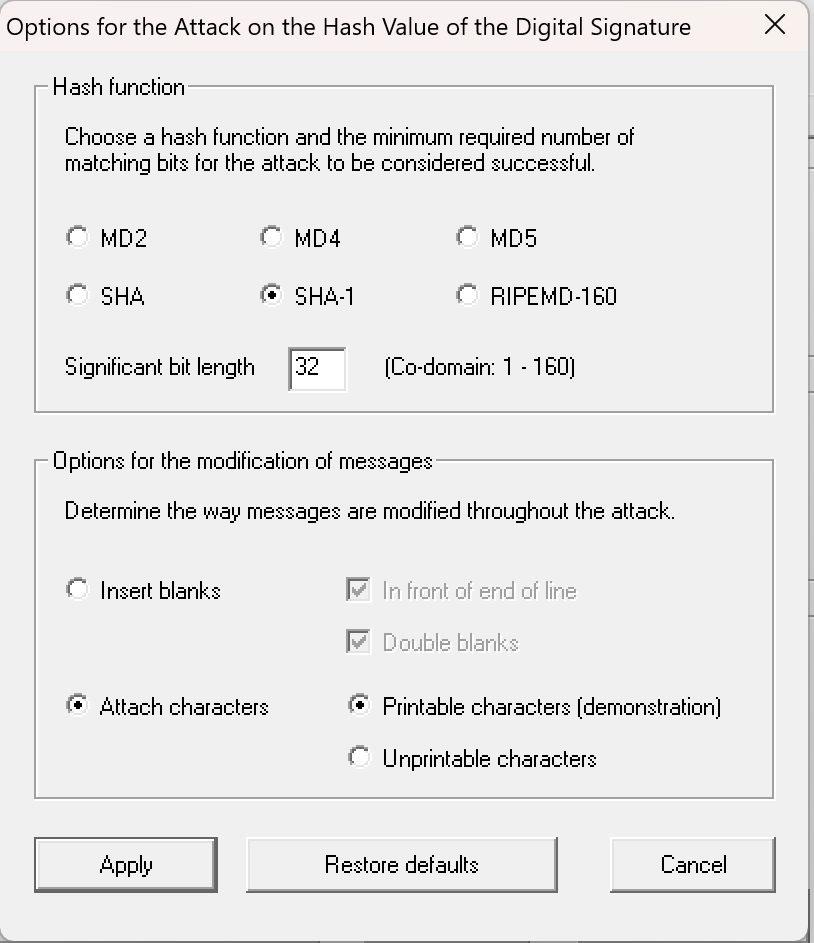 Options for the Attack on the Hash Value of the Digital Signature
Hash function
Choose a hash function and the minimum required number of
matching bits for the attack to be considered successful.
MD2 MD4 MD5
SHA SHA-1 RIPEMD-160
Significant bit length 32 (Co-domain: 1 - 160)
Options for the modification of messages
Determine the way messages are modified throughout the attack.
Insert blanks In front of end of line
Double blanks
Attach characters Printable characters (demonstration)
Unprintable characters
Apply Restore defaults Cancel